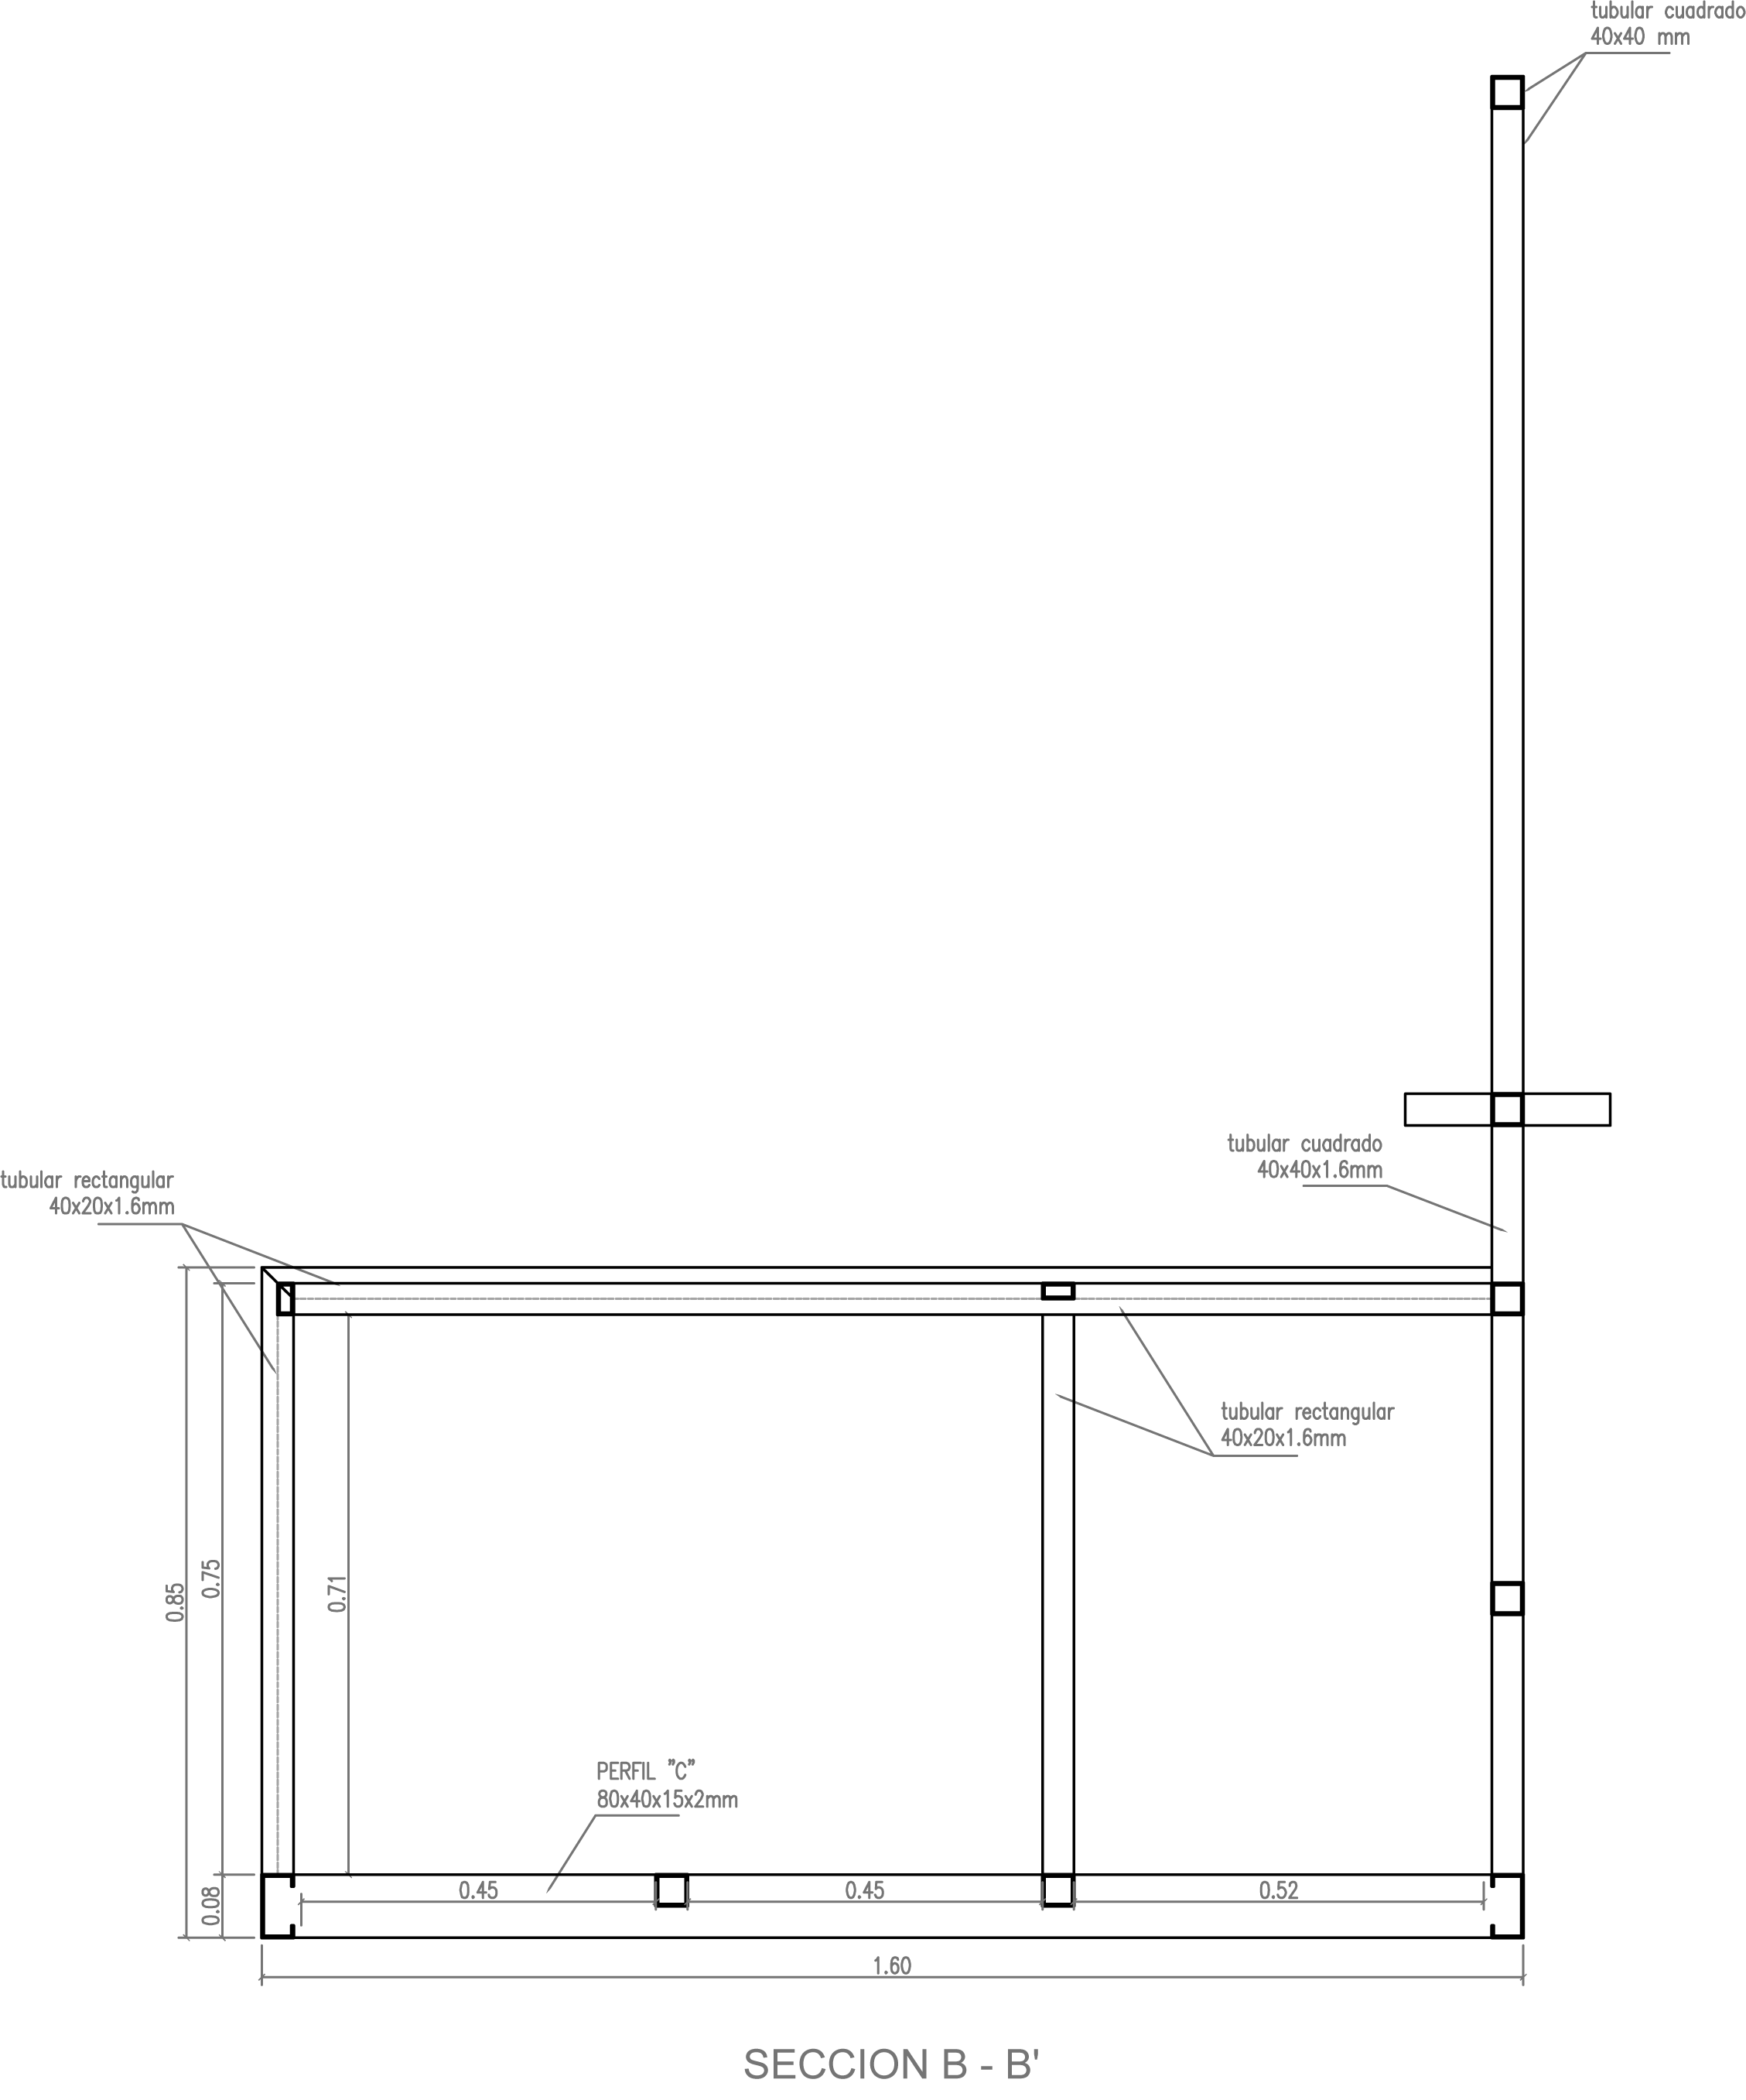 tubular cuadrado
40x40 mm
tubular cuadrado
40x40x1.6mm
tubular rectangular
40x20x1.6mm
tubular rectangular
40x20x1.6mm
0.85
0.75
0.71
PERFIL "C"
80x40x15x2mm
0.08
0.45
0.45
0.52
1.60
SECCION B - B'